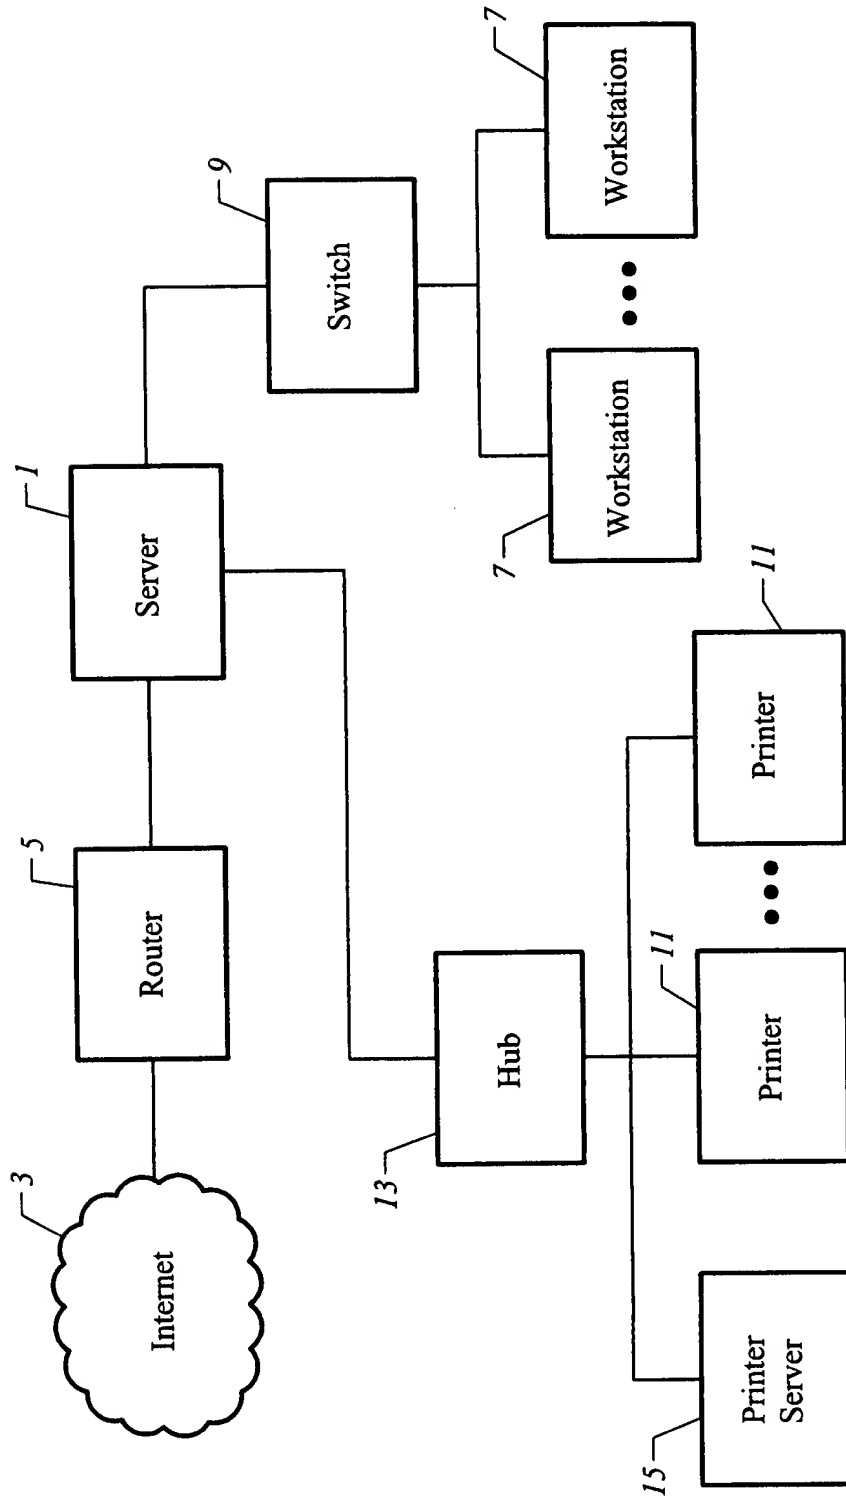 3
Internet
5
Router
1
Server
9
Switch
13
Hub
7
Workstation
7
Workstation
15
Printer
Server
11
Printer
11
Printer